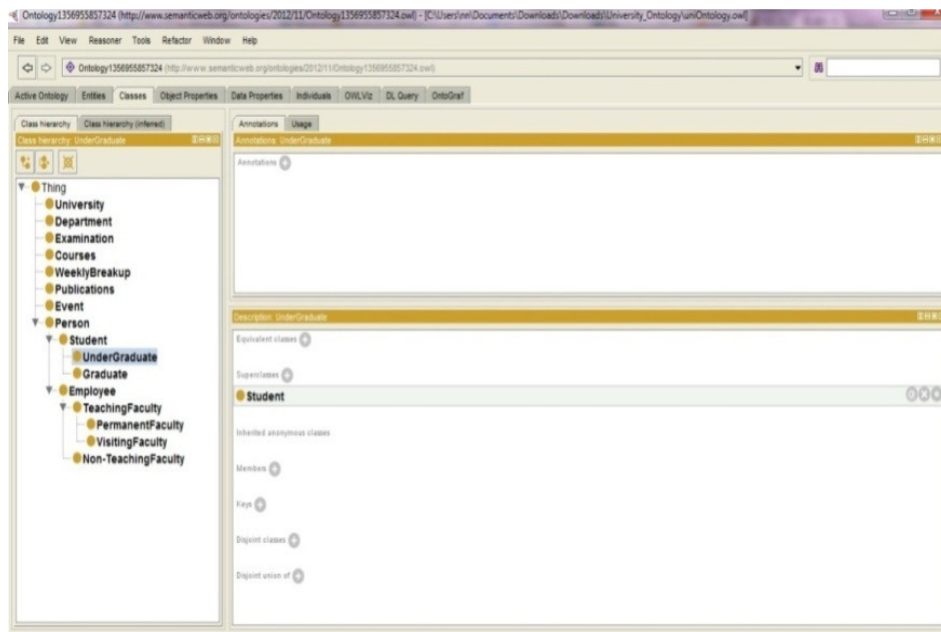 Ontology1356955857324 (http://www.semanticweb.org/ontologies/2012/11/Ontology1356955857324.owl) - [C:\Users\nn\Documents\Downloads\Downloads\University_Ontology\uniOntology.owl]
File Edit View Reasoner Tools Refactor Window Help
Ontology1356955857324 (http://www.semanticweb.org/ontologies/2012/11/Ontology1356955857324.owl)
Active Ontology Entities Classes Object Properties Data Properties Individuals OWLViz DL Query OntoGraf
Class hierarchy Class hierarchy (inferred)
Class hierarchy: UnderGraduate
Thing
University
Department
Examination
Courses
WeeklyBreakup
Publications
Event
Person
Student
UnderGraduate
Graduate
Employee
TeachingFaculty
PermanentFaculty
VisitingFaculty
Non-TeachingFaculty
Annotations Usage
Annotations: UnderGraduate
Annotations
Description: UnderGraduate
Equivalent classes
Superclasses
Student
Inherited anonymous classes
Members
Keys
Disjoint classes
Disjoint union of